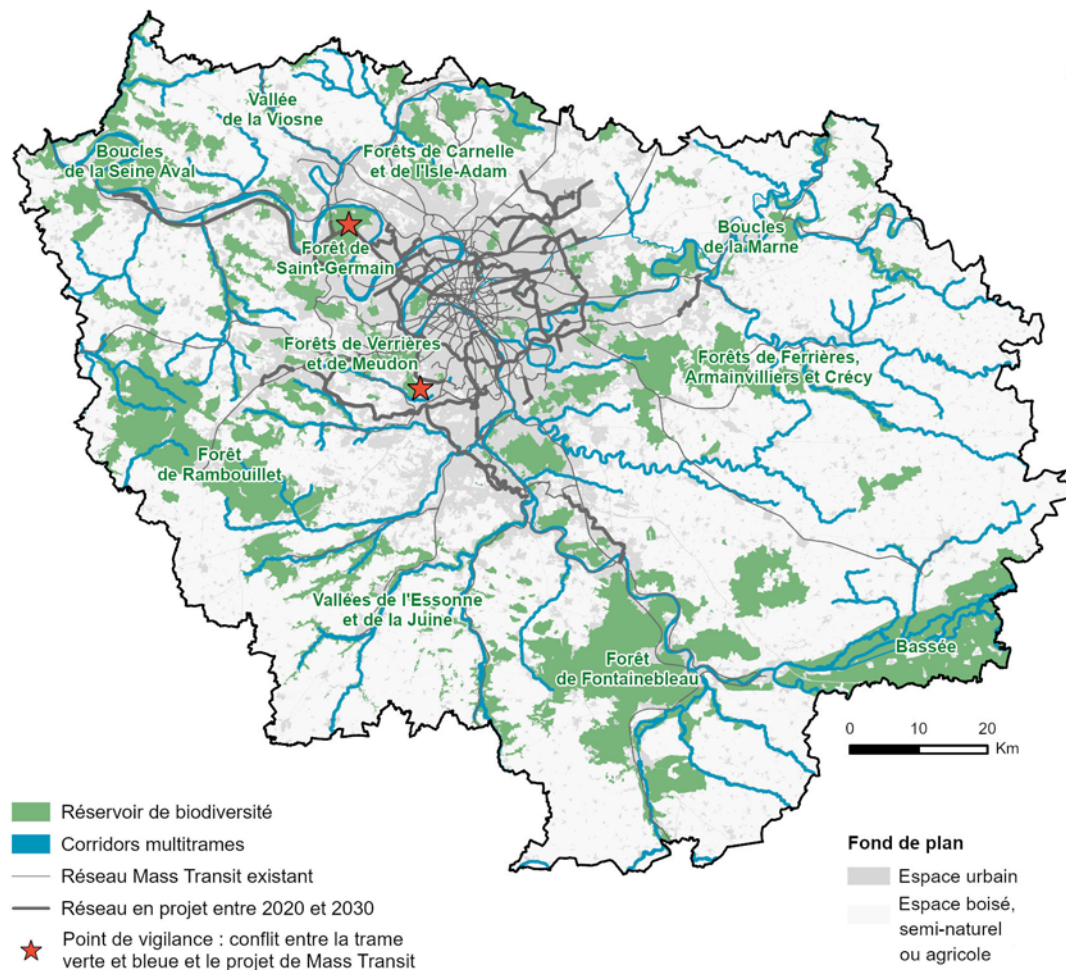 Vallée
de la Viosne
Boucles
de la Seine Aval
Forêts de Carnelle
et de l'Isle-Adam
Boucles
de la Marne
Forêt de
Saint-Germain
Forêts de Verrières
et de Meudon
Forêts de Ferrières,
Armainvilliers et Crécy
Forêt
de Rambouillet
Vallées de l'Essonne
et de la Juine
Forêt
de Fontainebleau
Bassée
0 10 20
Km
Réservoir de biodiversité
Corridors multitrames
Réseau Mass Transit existant
Réseau en projet entre 2020 et 2030
Point de vigilance : conflit entre la trame
verte et bleue et le projet de Mass Transit
Fond de plan
Espace urbain
Espace boisé,
semi-naturel
ou agricole